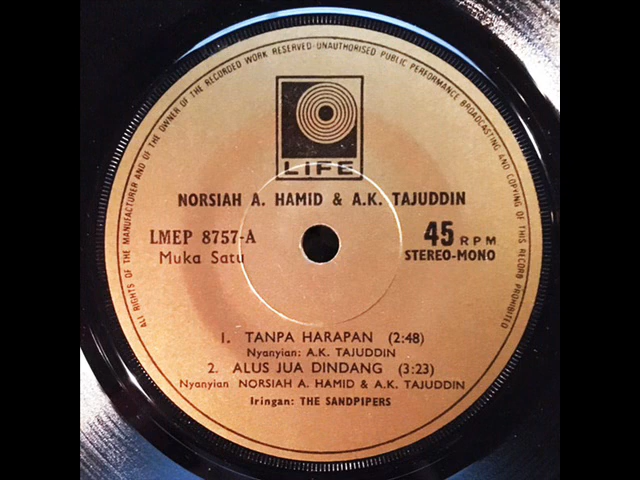 ALL RIGHTS OF THE MANUFACTURER AND OF THE OWNER OF THE RECORDED WORK RESERVED · UNAUTHORISED PUBLIC PERFORMANCE BROADCASTING AND COPYING OF THIS RECORD PROHIBITED
LIFE
NORSIAH A. HAMID & A.K. TAJUDDIN
LMEP 8757-A
Muka Satu
45 RPM
STEREO-MONO
1. TANPA HARAPAN (2:48)
Nyanyian: A.K. TAJUDDIN
2. ALUS JUA DINDANG (3:23)
Nyanyian NORSIAH A. HAMID & A.K. TAJUDDIN
Iringan: THE SANDPIPERS